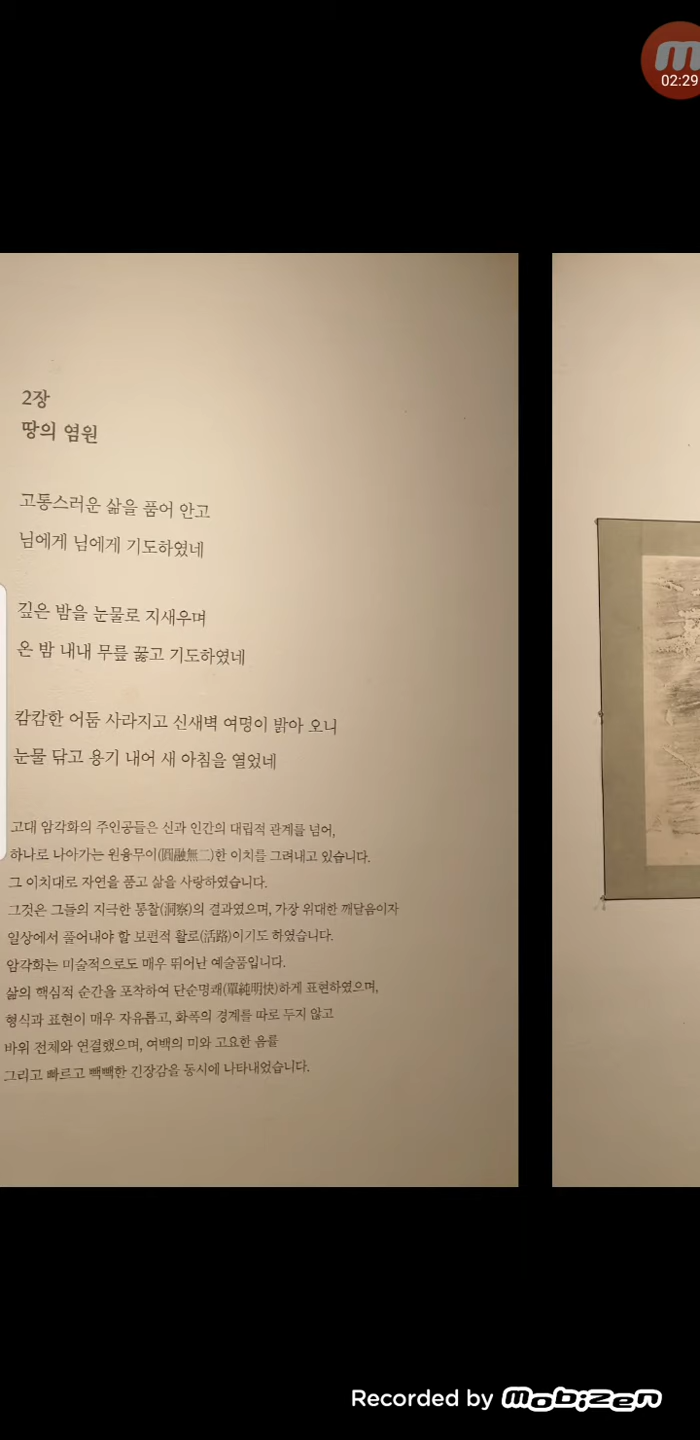 02:29
2장
땅의 염원
고통스러운 삶을 품어 안고
님에게 님에게 기도하였네
깊은 밤을 눈물로 지새우며
온 밤 내내 무릎 꿇고 기도하였네
캄캄한 어둠 사라지고 신새벽 여명이 밝아 오니
눈물 닦고 용기 내어 새 아침을 열었네
고대 암각화의 주인공들은 신과 인간의 대립적 관계를 넘어,
하나로 나아가는 원융무이(圓融無二)한 이치를 그려내고 있습니다.
그 이치대로 자연을 품고 삶을 사랑하였습니다.
그것은 그들의 지극한 통찰(洞察)의 결과였으며, 가장 위대한 깨달음이자
일상에서 풀어내야 할 보편적 활로(活路)이기도 하였습니다.
암각화는 미술적으로도 매우 뛰어난 예술품입니다.
삶의 핵심적 순간을 포착하여 단순명쾌(單純明快)하게 표현하였으며,
형식과 표현이 매우 자유롭고, 화폭의 경계를 따로 두지 않고
바위 전체와 연결했으며, 여백의 미와 고요한 음률
그리고 빠르고 빽빽한 긴장감을 동시에 나타내었습니다.
Recorded by mobizen